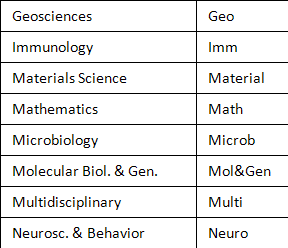 Geosciences Geo
Immunology Imm
Materials Science Material
Mathematics Math
Microbiology Microb
Molecular Biol. & Gen. Mol&Gen
Multidisciplinary Multi
Neurosc. & Behavior Neuro